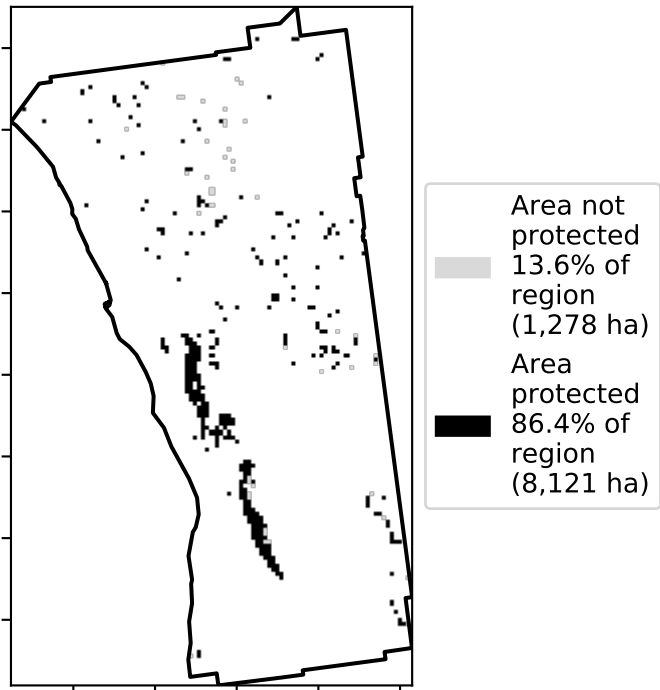 Area not
protected
13.6% of
region
(1,278 ha)
Area
protected
86.4% of
region
(8,121 ha)